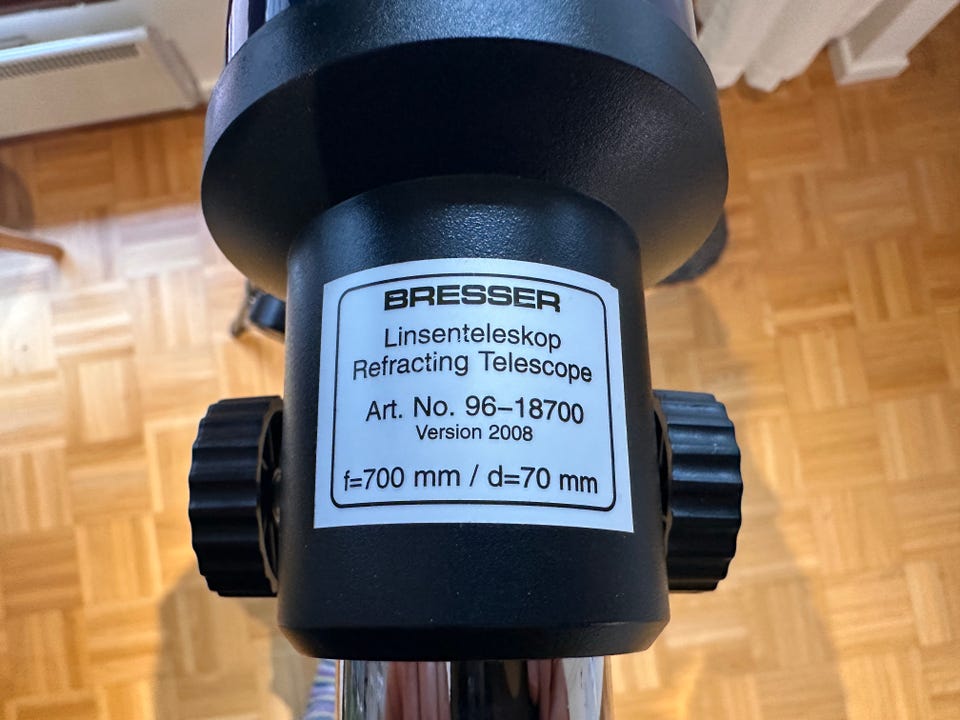 BRESSER
Linsenteleskop
Refracting Telescope
Art. No. 96-18700
Version 2008
f=700 mm / d=70 mm